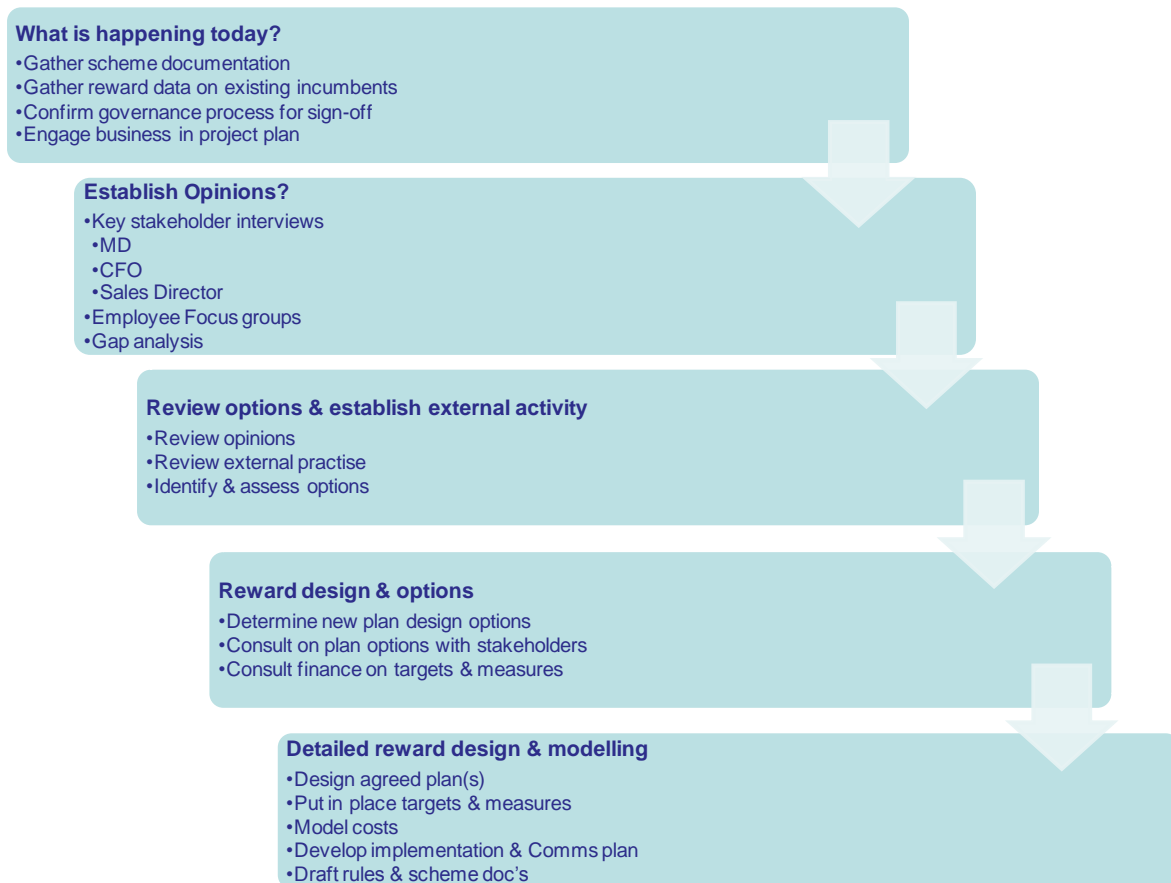 What is happening today?
•Gather scheme documentation
•Gather reward data on existing incumbents
•Confirm governance process for sign-off
•Engage business in project plan
Establish Opinions?
•Key stakeholder interviews
•MD
•CFO
•Sales Director
•Employee Focus groups
•Gap analysis
Review options & establish external activity
•Review opinions
•Review external practise
•Identify & assess options
Reward design & options
•Determine new plan design options
•Consult on plan options with stakeholders
•Consult finance on targets & measures
Detailed reward design & modelling
•Design agreed plan(s)
•Put in place targets & measures
•Model costs
•Develop implementation & Comms plan
•Draft rules & scheme doc's